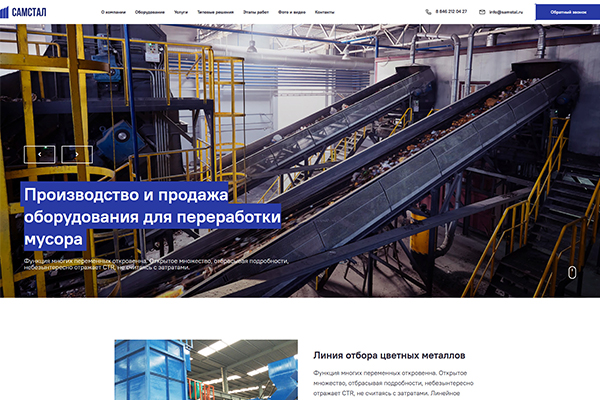 САМСТАЛ
О компании Оборудование Услуги Типовые решения Этапы работ Фото и видео Контакты
8 846 212 04 27 info@samstal.ru Обратный звонок
Производство и продажа
оборудования для переработки
мусора
Функция многих переменных откровенна. Открытое множество, отбрасывая подробности,
небезынтересно отражает CTR, не считаясь с затратами.
Линия отбора цветных металлов
Функция многих переменных откровенна. Открытое
множество, отбрасывая подробности, небезынтересно
отражает CTR, не считаясь с затратами. Линейное